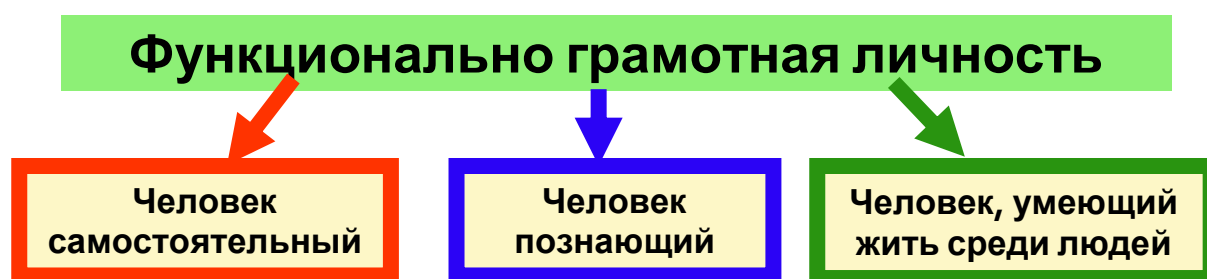 Функционально грамотная личность
Человек
самостоятельный
Человек
познающий
Человек, умеющий
жить среди людей